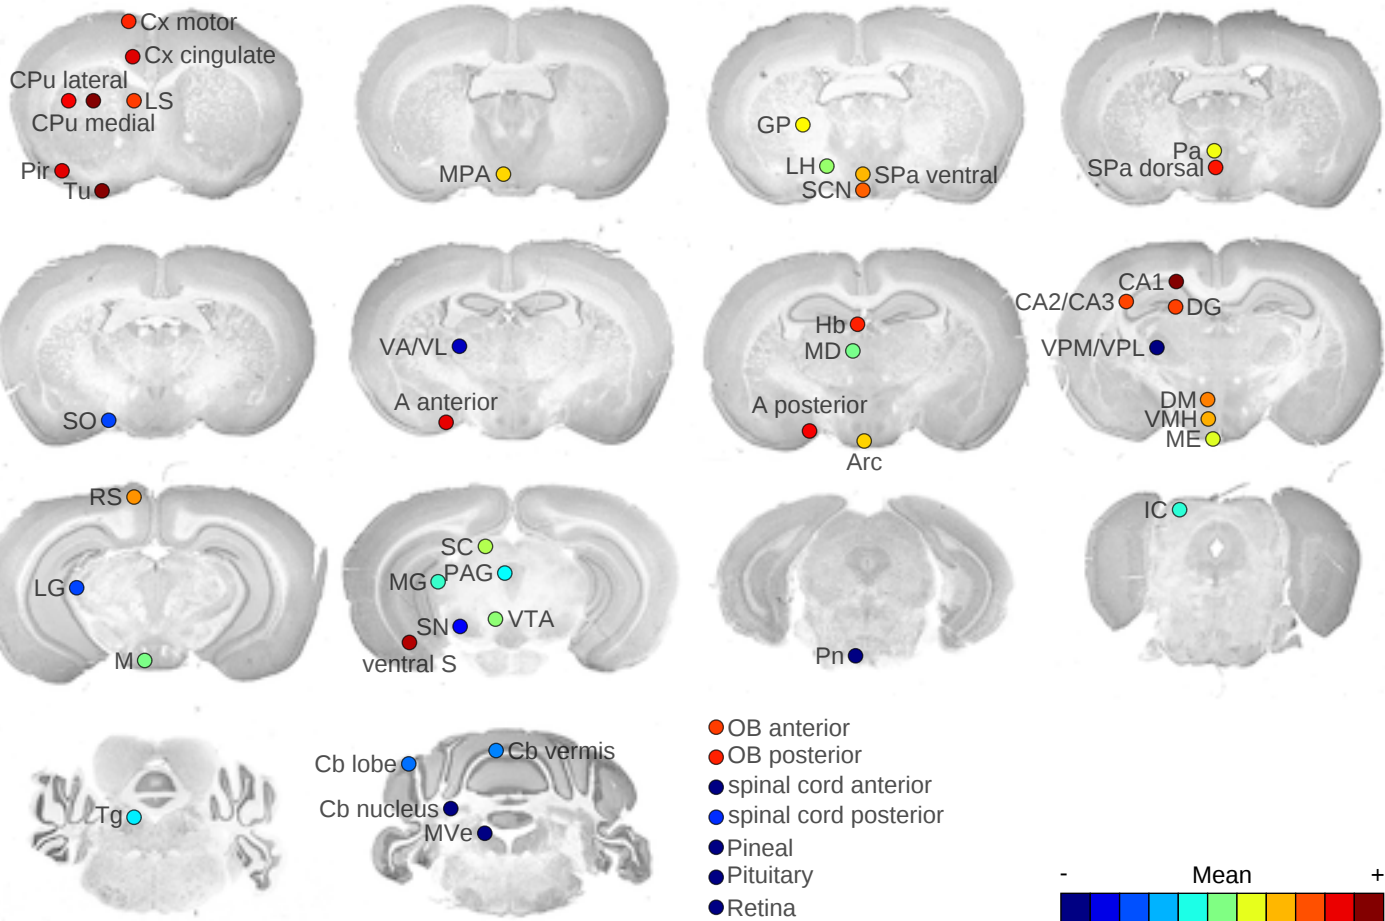 Cx motor
Cx cingulate
CPu lateral
LS
CPu medial
Pir
Tu
MPA
GP
LH
SPa ventral
SCN
Pa
SPa dorsal
SO
VA/VL
A anterior
Hb
MD
A posterior
Arc
CA1
CA2/CA3
DG
VPM/VPL
DM
VMH
ME
RS
LG
M
SC
MG
PAG
SN
VTA
ventral S
Pn
IC
Tg
Cb lobe
Cb vermis
Cb nucleus
MVe
OB anterior
OB posterior
spinal cord anterior
spinal cord posterior
Pineal
Pituitary
Retina
- Mean +